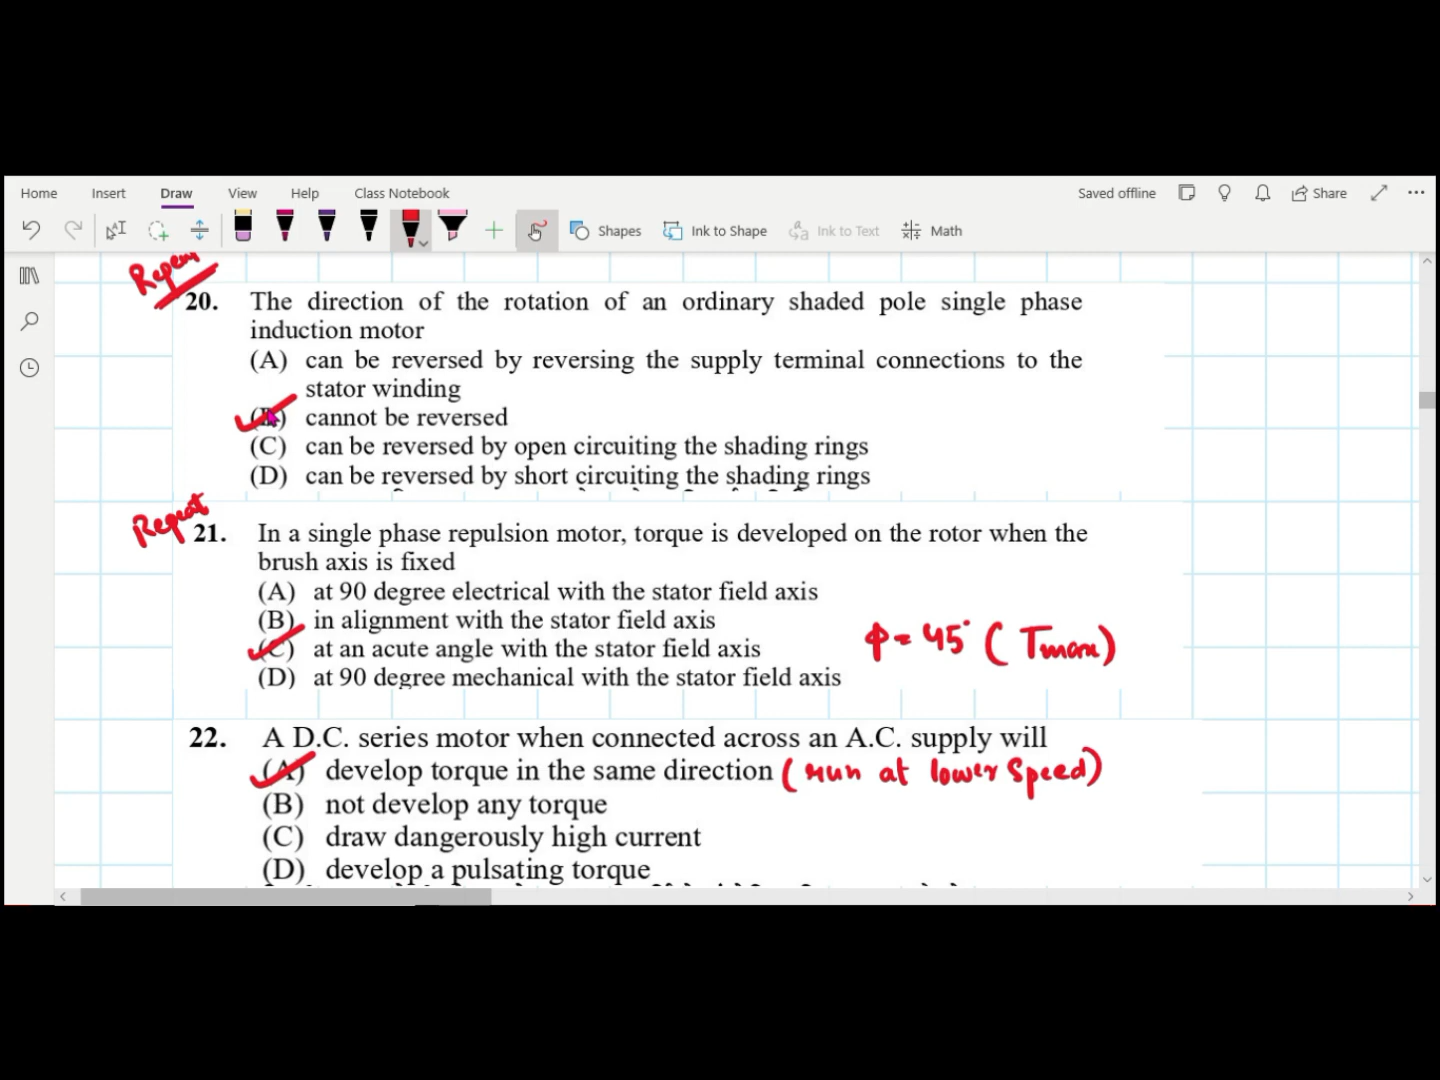 Home Insert Draw View Help Class Notebook Saved offline Share
Shapes Ink to Shape Ink to Text Math
Repeat
20. The direction of the rotation of an ordinary shaded pole single phase
induction motor
(A) can be reversed by reversing the supply terminal connections to the
stator winding
cannot be reversed
(C) can be reversed by open circuiting the shading rings
(D) can be reversed by short circuiting the shading rings
Repeat
21. In a single phase repulsion motor, torque is developed on the rotor when the
brush axis is fixed
(A) at 90 degree electrical with the stator field axis
(B) in alignment with the stator field axis
(C) at an acute angle with the stator field axis
φ = 45° (Tmax)
(D) at 90 degree mechanical with the stator field axis
22. A D.C. series motor when connected across an A.C. supply will
(A) develop torque in the same direction (run at lower speed)
(B) not develop any torque
(C) draw dangerously high current
(D) develop a pulsating torque